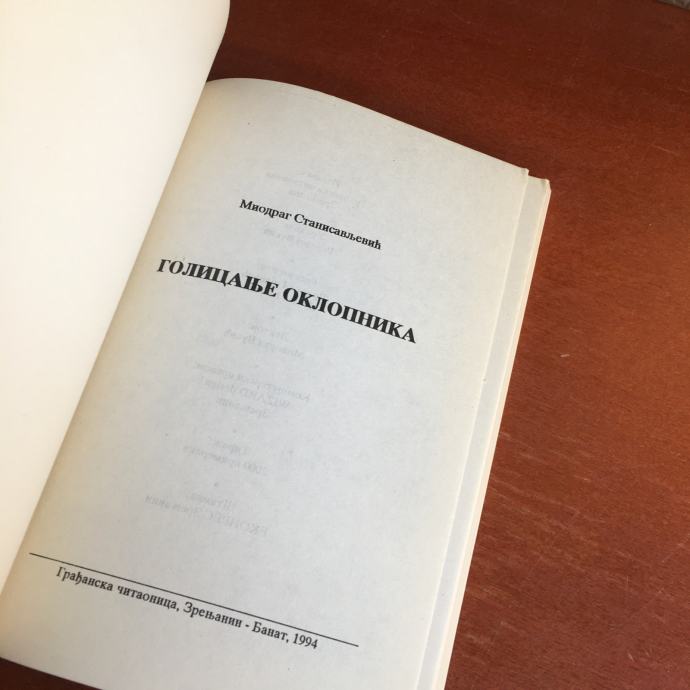 Миодраг Станисављевић
ГОЛИЦАЊЕ ОКЛОПНИКА
Грађанска читаоница, Зрењанин - Банат, 1994